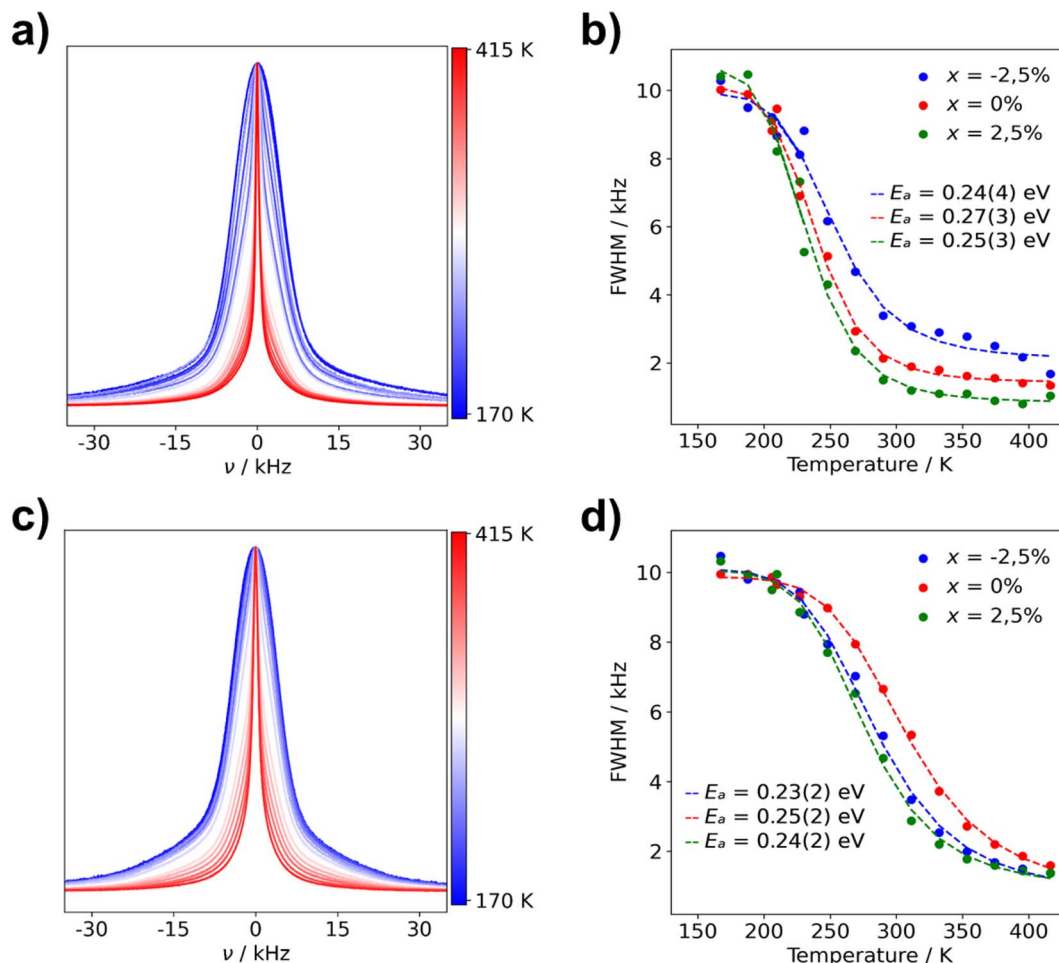 a)
415 K
170 K
-30 -15 0 15 30
ν / kHz
b)
10
8
6
4
2
FWHM / kHz
x = -2,5%
x = 0%
x = 2,5%
Eₐ = 0.24(4) eV
Eₐ = 0.27(3) eV
Eₐ = 0.25(3) eV
150 200 250 300 350 400
Temperature / K
c)
415 K
170 K
-30 -15 0 15 30
ν / kHz
d)
10
8
6
4
2
FWHM / kHz
x = -2,5%
x = 0%
x = 2,5%
Eₐ = 0.23(2) eV
Eₐ = 0.25(2) eV
Eₐ = 0.24(2) eV
150 200 250 300 350 400
Temperature / K